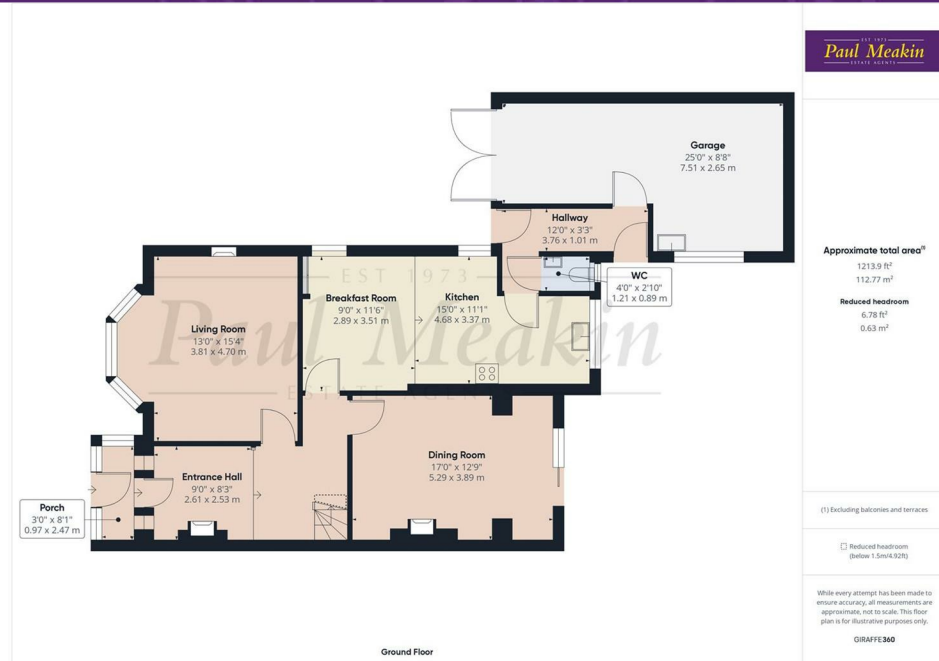 EST 1973
Paul Meakin
ESTATE AGENTS
Garage
25'0" x 8'8"
7.51 x 2.65 m
Hallway
12'0" x 3'3"
3.76 x 1.01 m
WC
4'0" x 2'10"
1.21 x 0.89 m
EST 1973
Paul Meakin
ESTATE AGENTS
Breakfast Room
9'0" x 11'6"
2.89 x 3.51 m
Kitchen
15'0" x 11'1"
4.68 x 3.37 m
Living Room
13'0" x 15'4"
3.81 x 4.70 m
Dining Room
17'0" x 12'9"
5.29 x 3.89 m
Entrance Hall
9'0" x 8'3"
2.61 x 2.53 m
Porch
3'0" x 8'1"
0.97 x 2.47 m
Ground Floor
Approximate total area⁽¹⁾
1213.9 ft²
112.77 m²
Reduced headroom
6.78 ft²
0.63 m²
(1) Excluding balconies and terraces
Reduced headroom
(below 1.5m/4.92ft)
While every attempt has been made to
ensure accuracy, all measurements are
approximate, not to scale. This floor
plan is for illustrative purposes only.
GIRAFFE360